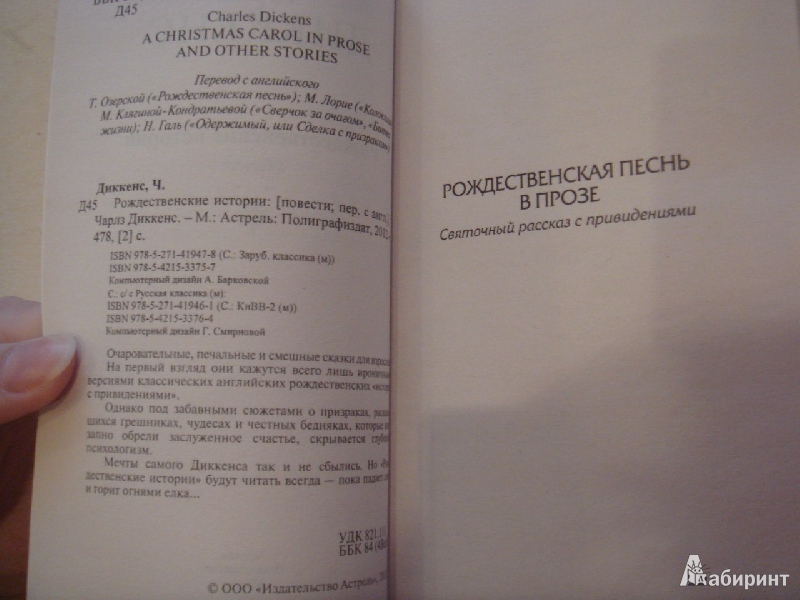 Д45
Charles Dickens
A CHRISTMAS CAROL IN PROSE
AND OTHER STORIES
Перевод с английского
Т. Озерской («Рождественская песнь»); М. Лорие
М. Клягиной-Кондратьевой («Сверчок за очагом»,
жизни); Н. Галь («Одержимый, или Сделка с призраком»)
Диккенс, Ч.
Д45 Рождественские истории: [повести; пер. с англ.]
Чарлз Диккенс. – М.: Астрель: Полиграфиздат,
478, [2] с.
ISBN 978-5-271-41947-8 (С.: Заруб. классика (м))
ISBN 978-5-4215-3375-7
Компьютерный дизайн А. Барковской
С.: с/с Русская классика (м):
ISBN 978-5-271-41946-1 (С.: КнВВ-2 (м))
ISBN 978-5-4215-3376-4
Компьютерный дизайн Г. Смирновой
Очаровательные, печальные и смешные сказки для
На первый взгляд они кажутся всего лишь
версиями классических английских рождественских
с привидениями».
Однако под забавными сюжетами о призраках,
шихся грешниках, чудесах и честных бедняках, которые
запно обрели заслуженное счастье, скрывается
психологизм.
Мечты самого Диккенса так и не сбылись. Но
дественские истории» будут читать всегда — пока падает
и горит огнями елка...
УДК
ББК 84
© ООО «Издательство Астрель»,
РОЖДЕСТВЕНСКАЯ ПЕСНЬ
В ПРОЗЕ
Святочный рассказ с привидениями
Лабиринт